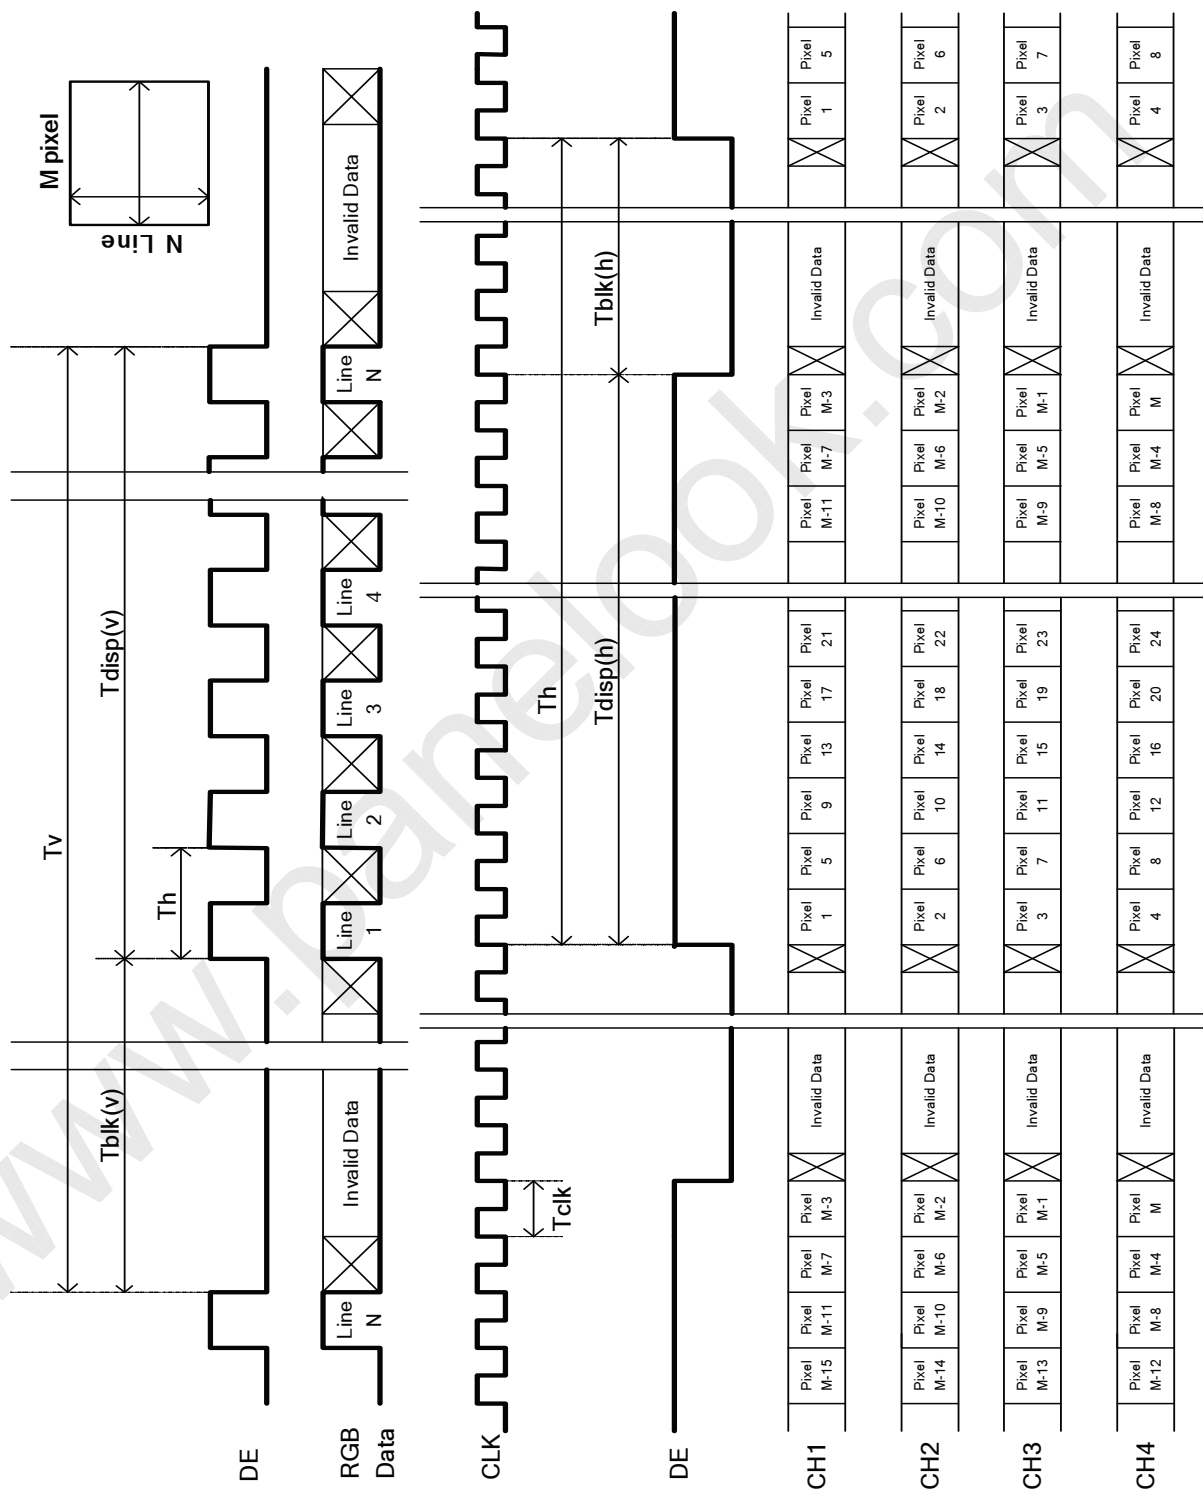 M pixel
N Line
Tv
Tblk(v)
Tdisp(v)
Th
DE
RGB
Data
Line
N
Invalid Data
Line
1
Line
2
Line
3
Line
4
Line
N
Invalid Data
CLK
Tclk
Th
Tdisp(h)
Tblk(h)
DE
CH1
Pixel
M-15
Pixel
M-11
Pixel
M-7
Pixel
M-3
Invalid Data
Pixel
1
Pixel
5
Pixel
9
Pixel
13
Pixel
17
Pixel
21
Pixel
M-11
Pixel
M-7
Pixel
M-3
Invalid Data
Pixel
1
Pixel
5
CH2
Pixel
M-14
Pixel
M-10
Pixel
M-6
Pixel
M-2
Invalid Data
Pixel
2
Pixel
6
Pixel
10
Pixel
14
Pixel
18
Pixel
22
Pixel
M-10
Pixel
M-6
Pixel
M-2
Invalid Data
Pixel
2
Pixel
6
CH3
Pixel
M-13
Pixel
M-9
Pixel
M-5
Pixel
M-1
Invalid Data
Pixel
3
Pixel
7
Pixel
11
Pixel
15
Pixel
19
Pixel
23
Pixel
M-9
Pixel
M-5
Pixel
M-1
Invalid Data
Pixel
3
Pixel
7
CH4
Pixel
M-12
Pixel
M-8
Pixel
M-4
Pixel
M
Invalid Data
Pixel
4
Pixel
8
Pixel
12
Pixel
16
Pixel
20
Pixel
24
Pixel
M-8
Pixel
M-4
Pixel
M
Invalid Data
Pixel
4
Pixel
8
www.panelook.com